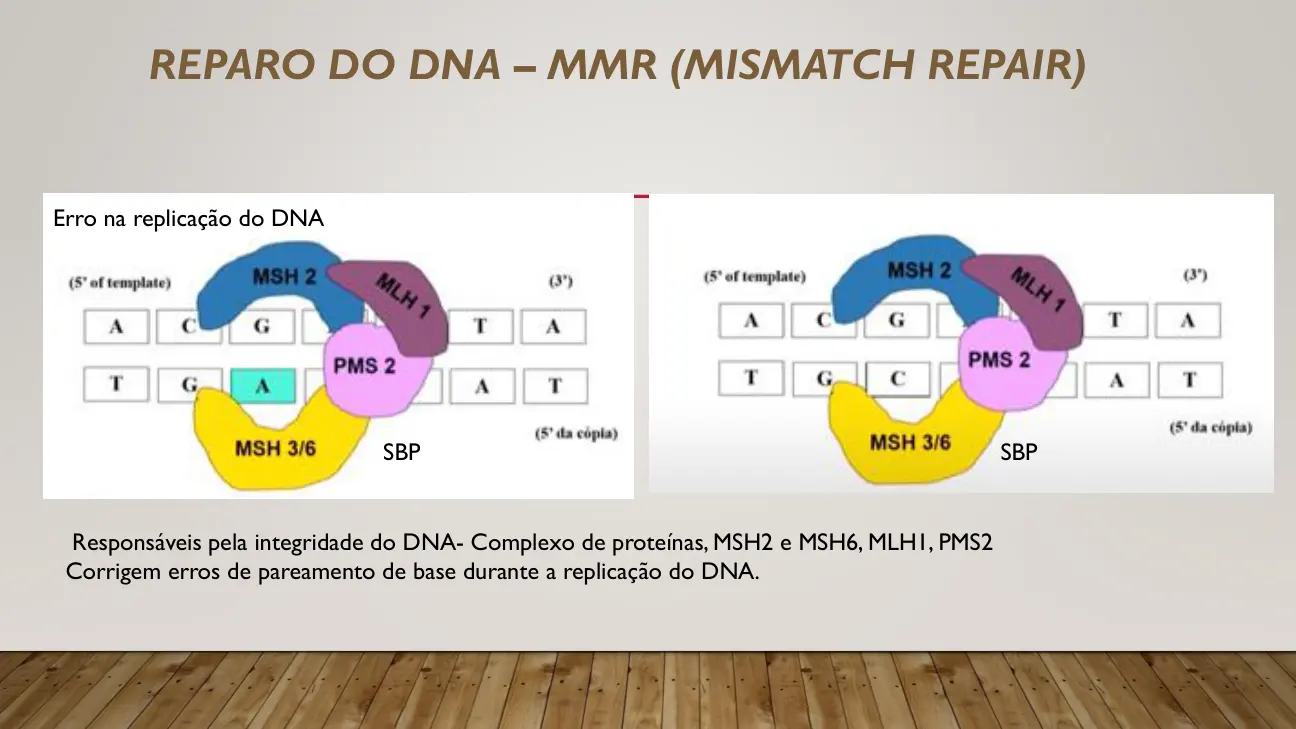 REPARO DO DNA – MMR (MISMATCH REPAIR)
Erro na replicação do DNA
(5' of template)
MSH 2
MLH 1
(3')
A C G T A
PMS 2
T G A A T
MSH 3/6
SBP
(5' da cópia)
(5' of template)
MSH 2
MLH 1
(3')
A C G T A
PMS 2
T G C A T
MSH 3/6
SBP
(5' da cópia)
Responsáveis pela integridade do DNA- Complexo de proteínas, MSH2 e MSH6, MLH1, PMS2
Corrigem erros de pareamento de base durante a replicação do DNA.